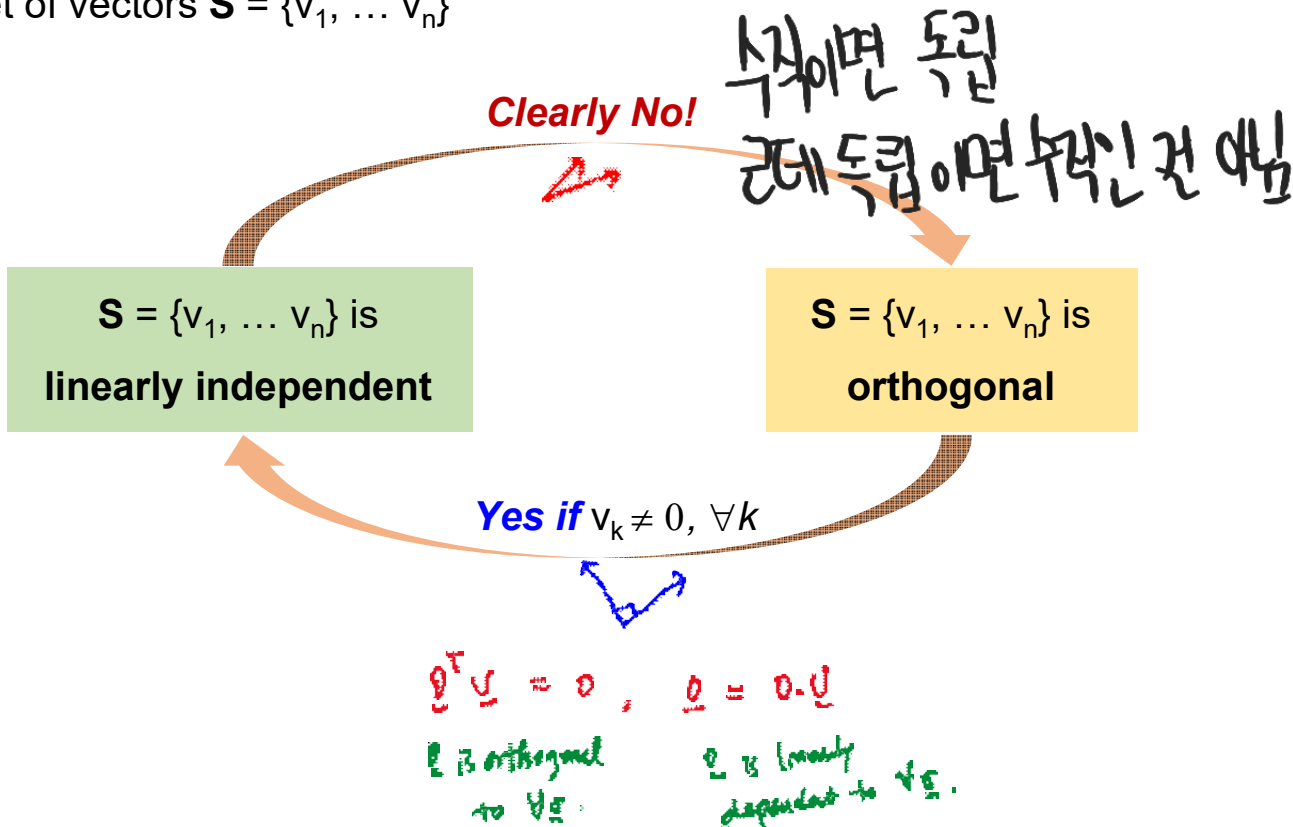 et of vectors S = {v₁, … vₙ}
수직이면 독립
Clearly No!
근데 독립이면 수직인 건 아님
S = {v₁, … vₙ} is
linearly independent
S = {v₁, … vₙ} is
orthogonal
Yes if vₖ ≠ 0, ∀k
0ᵀ v = 0 , 0 = 0·v
0 is orthogonal
to ∀v.
0 is linearly
dependent to ∀v.